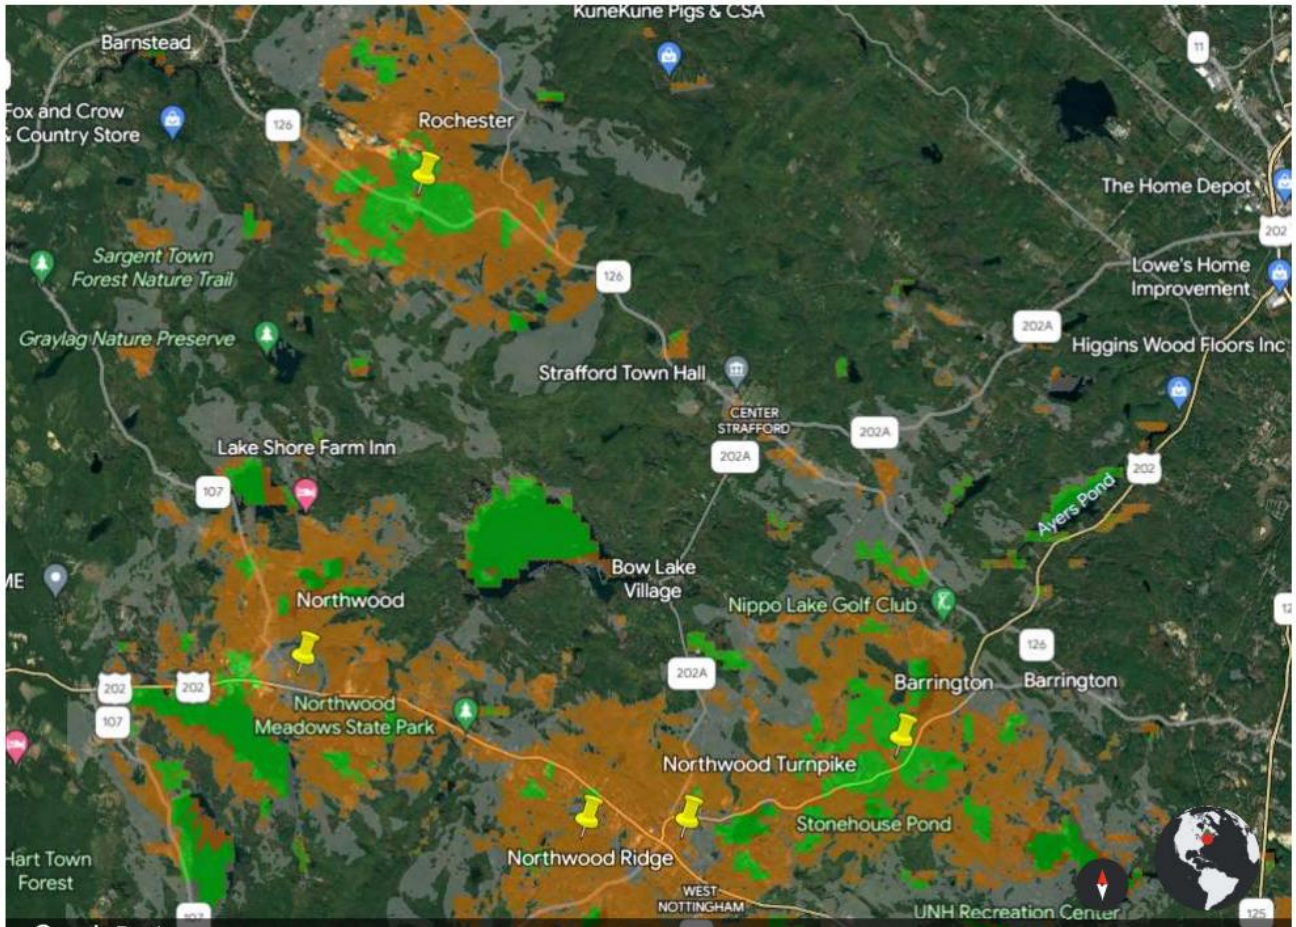 KuneKune Pigs & CSA
Barnstead
11
Fox and Crow
& Country Store
126
Rochester
The Home Depot
202
Sargent Town
Forest Nature Trail
126
Lowe's Home
Improvement
202A
Graylag Nature Preserve
Higgins Wood Floors Inc
Strafford Town Hall
CENTER
STRAFFORD
202A
Lake Shore Farm Inn
202A
202
107
Ayers Pond
Bow Lake
Village
Northwood
Nippo Lake Golf Club
126
202A
Barrington
Barrington
202
202
107
Northwood
Meadows State Park
Northwood Turnpike
Stonehouse Pond
Northwood Ridge
Hart Town
Forest
WEST
NOTTINGHAM
UNH Recreation Center
107
125